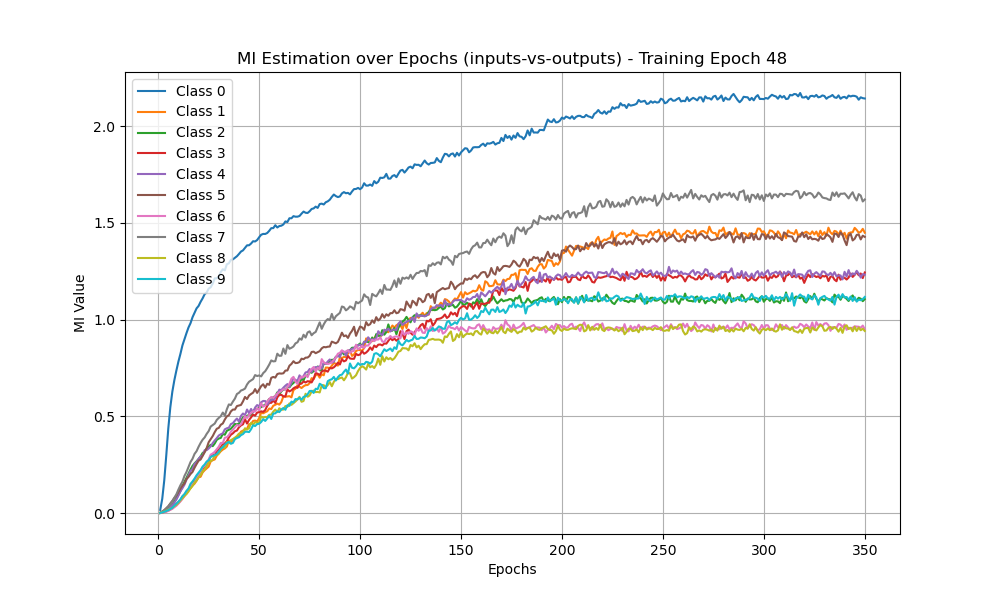 MI Estimation over Epochs (inputs-vs-outputs) - Training Epoch 48
Class 0
Class 1
Class 2
Class 3
Class 4
Class 5
Class 6
Class 7
Class 8
Class 9
MI Value
2.0
1.5
1.0
0.5
0.0
0
50
100
150
200
250
300
350
Epochs